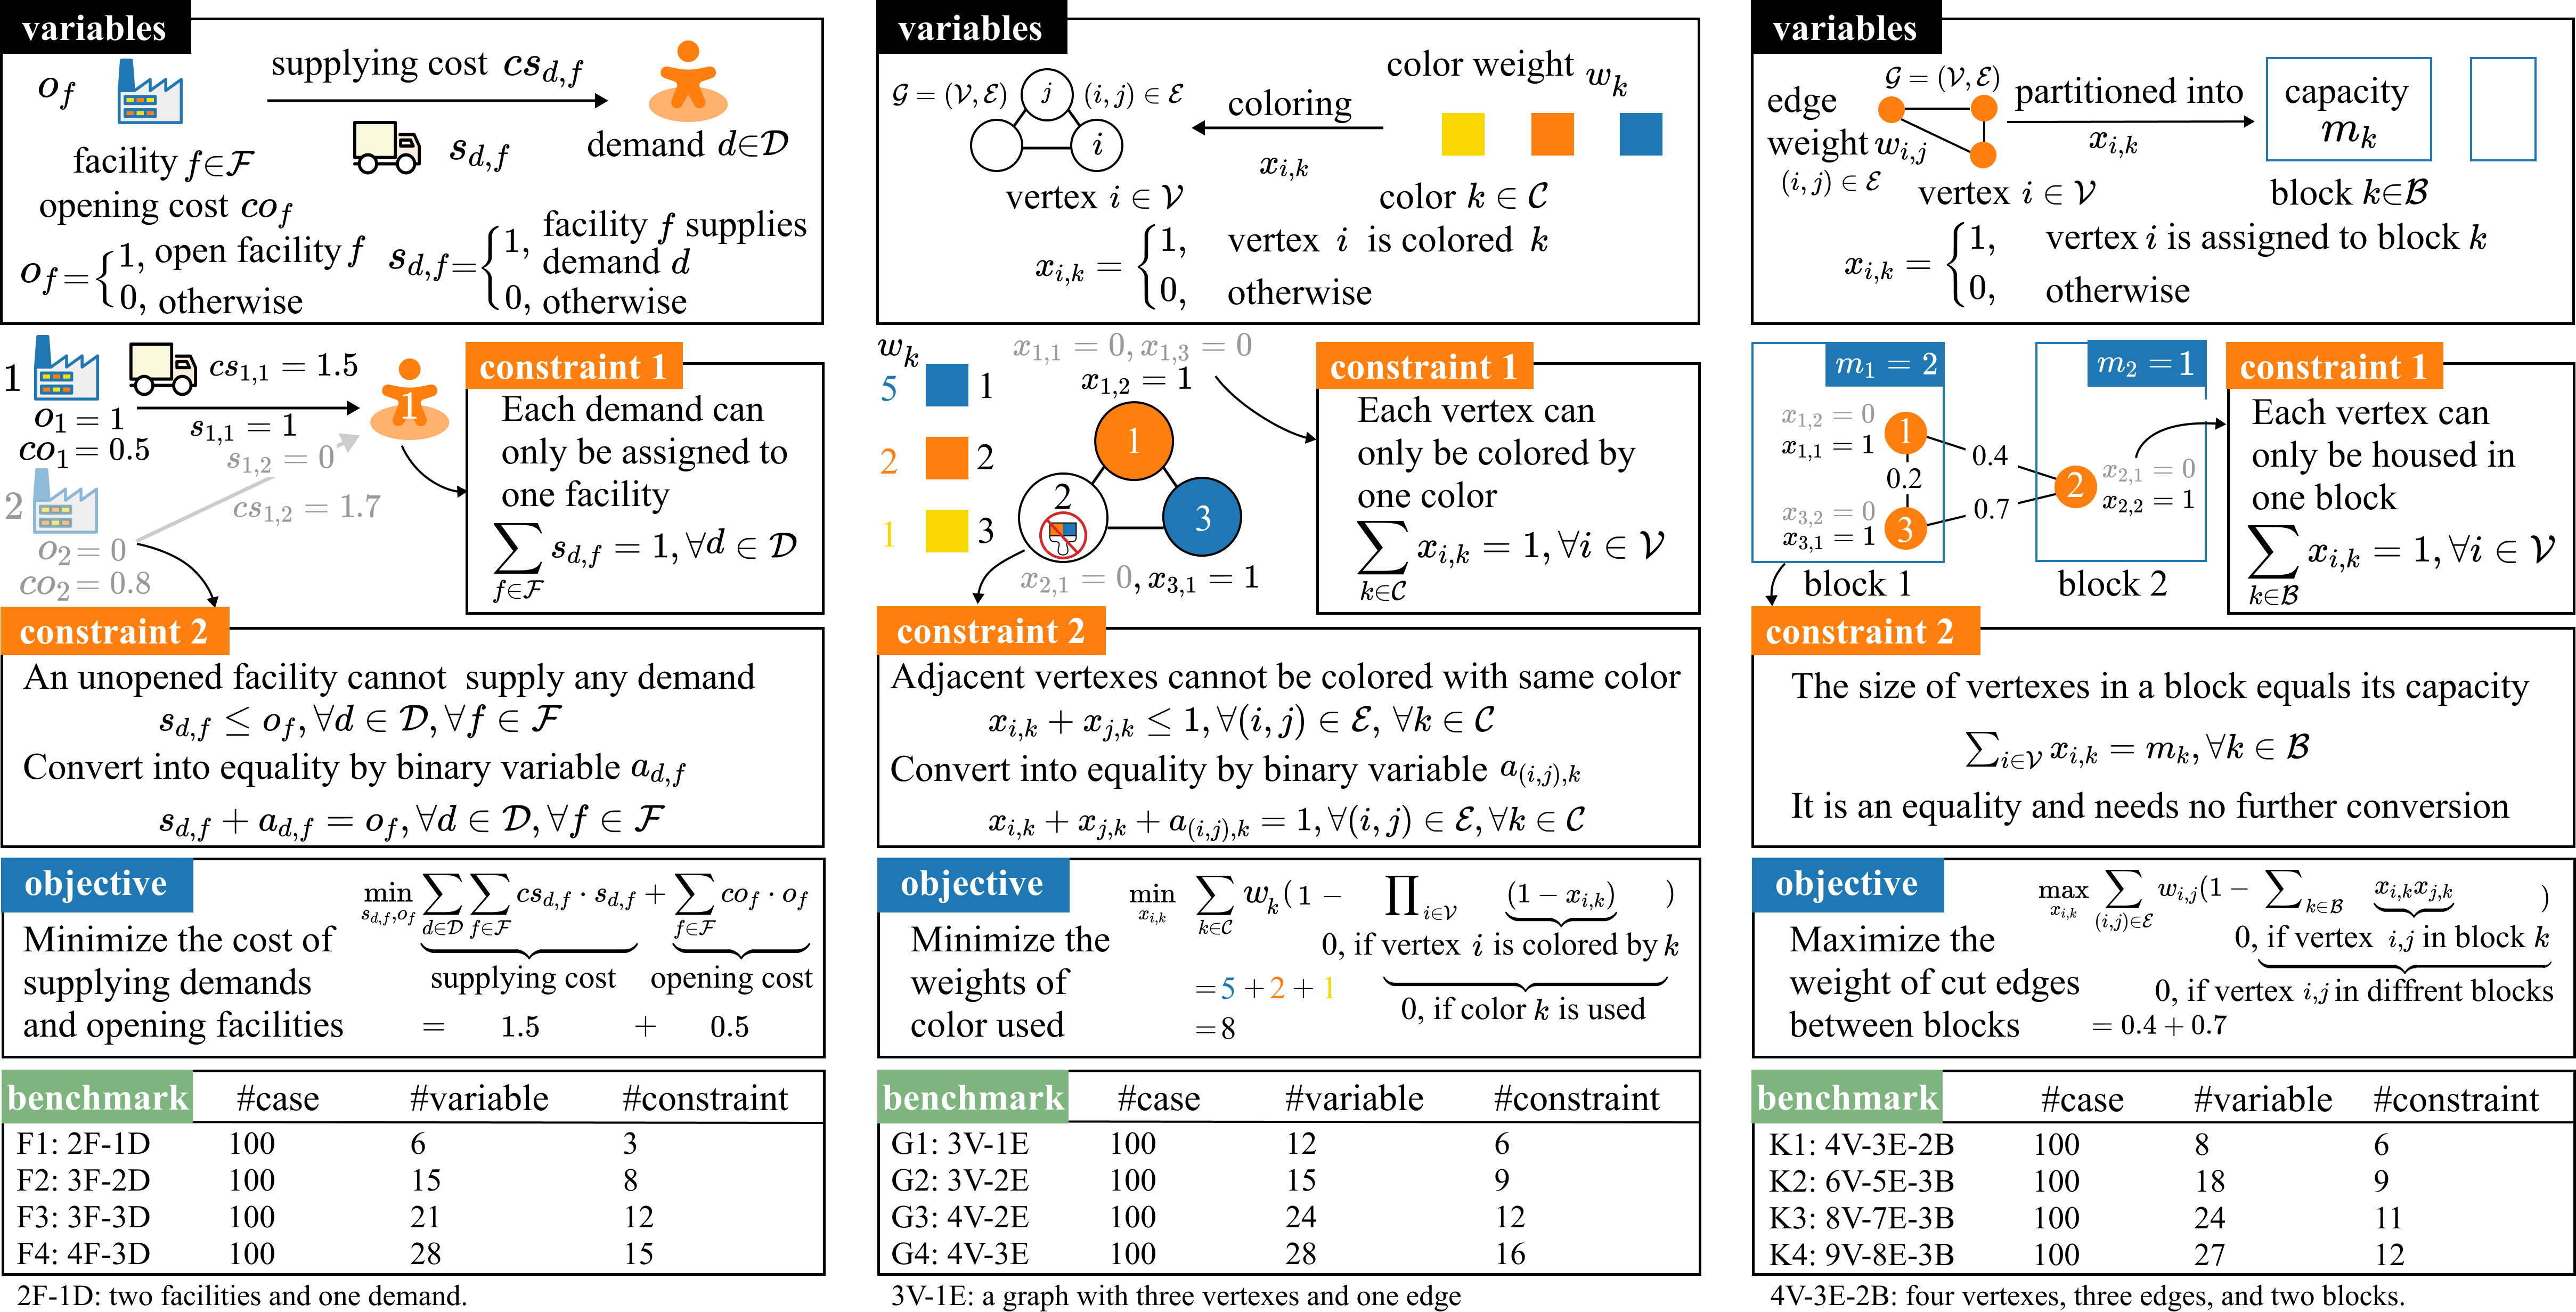 variables
o_f
supplying cost cs_{d,f}
s_{d,f}
demand d∈𝒟
facility f∈ℱ
opening cost co_f
o_f = { 1, open facility f
0, otherwise
s_{d,f} = { 1, facility f supplies
demand d
0, otherwise
1
cs_{1,1} = 1.5
1
o_1 = 1
s_{1,1} = 1
co_1 = 0.5
s_{1,2} = 0
2
cs_{1,2} = 1.7
o_2 = 0
co_2 = 0.8
constraint 1
Each demand can
only be assigned to
one facility
∑_{f∈ℱ} s_{d,f} = 1, ∀d ∈ 𝒟
constraint 2
An unopened facility cannot supply any demand
s_{d,f} ≤ o_f, ∀d ∈ 𝒟, ∀f ∈ ℱ
Convert into equality by binary variable a_{d,f}
s_{d,f} + a_{d,f} = o_f, ∀d ∈ 𝒟, ∀f ∈ ℱ
objective
min_{s_{d,f},o_f} ∑_{d∈𝒟} ∑_{f∈ℱ} cs_{d,f} · s_{d,f} + ∑_{f∈ℱ} co_f · o_f
Minimize the cost of
supplying demands
and opening facilities
supplying cost opening cost
= 1.5 + 0.5
benchmark #case #variable #constraint
F1: 2F-1D 100 6 3
F2: 3F-2D 100 15 8
F3: 3F-3D 100 21 12
F4: 4F-3D 100 28 15
2F-1D: two facilities and one demand.
variables
𝒢 = (𝒱, ℰ)
j
(i, j) ∈ ℰ
i
coloring
x_{i,k}
color weight w_k
vertex i ∈ 𝒱
color k ∈ 𝒞
x_{i,k} = { 1, vertex i is colored k
0, otherwise
w_k
5 1
2 2
1 3
x_{1,1} = 0, x_{1,3} = 0
x_{1,2} = 1
1
2
3
x_{2,1} = 0, x_{3,1} = 1
constraint 1
Each vertex can
only be colored by
one color
∑_{k∈𝒞} x_{i,k} = 1, ∀i ∈ 𝒱
constraint 2
Adjacent vertexes cannot be colored with same color
x_{i,k} + x_{j,k} ≤ 1, ∀(i, j) ∈ ℰ, ∀k ∈ 𝒞
Convert into equality by binary variable a_{(i,j),k}
x_{i,k} + x_{j,k} + a_{(i,j),k} = 1, ∀(i, j) ∈ ℰ, ∀k ∈ 𝒞
objective
min_{x_{i,k}} ∑_{k∈𝒞} w_k(1 − ∏_{i∈𝒱} (1 − x_{i,k}))
Minimize the
weights of
color used
0, if vertex i is colored by k
= 5 + 2 + 1
0, if color k is used
= 8
benchmark #case #variable #constraint
G1: 3V-1E 100 12 6
G2: 3V-2E 100 15 9
G3: 4V-2E 100 24 12
G4: 4V-3E 100 28 16
3V-1E: a graph with three vertexes and one edge
variables
𝒢 = (𝒱, ℰ)
edge
weight w_{i,j}
(i, j) ∈ ℰ
partitioned into
x_{i,k}
capacity
m_k
vertex i ∈ 𝒱
block k∈ℬ
x_{i,k} = { 1, vertex i is assigned to block k
0, otherwise
m_1 = 2
m_2 = 1
x_{1,2} = 0
x_{1,1} = 1
1
0.4
0.2
2
x_{2,1} = 0
x_{2,2} = 1
0.7
x_{3,2} = 0
x_{3,1} = 1
3
block 1
block 2
constraint 1
Each vertex can
only be housed in
one block
∑_{k∈ℬ} x_{i,k} = 1, ∀i ∈ 𝒱
constraint 2
The size of vertexes in a block equals its capacity
∑_{i∈𝒱} x_{i,k} = m_k, ∀k ∈ ℬ
It is an equality and needs no further conversion
objective
max_{x_{i,k}} ∑_{(i,j)∈ℰ} w_{i,j}(1 − ∑_{k∈ℬ} x_{i,k}x_{j,k})
Maximize the
weight of cut edges
between blocks
0, if vertex i,j in block k
0, if vertex i,j in diffrent blocks
= 0.4 + 0.7
benchmark #case #variable #constraint
K1: 4V-3E-2B 100 8 6
K2: 6V-5E-3B 100 18 9
K3: 8V-7E-3B 100 24 11
K4: 9V-8E-3B 100 27 12
4V-3E-2B: four vertexes, three edges, and two blocks.